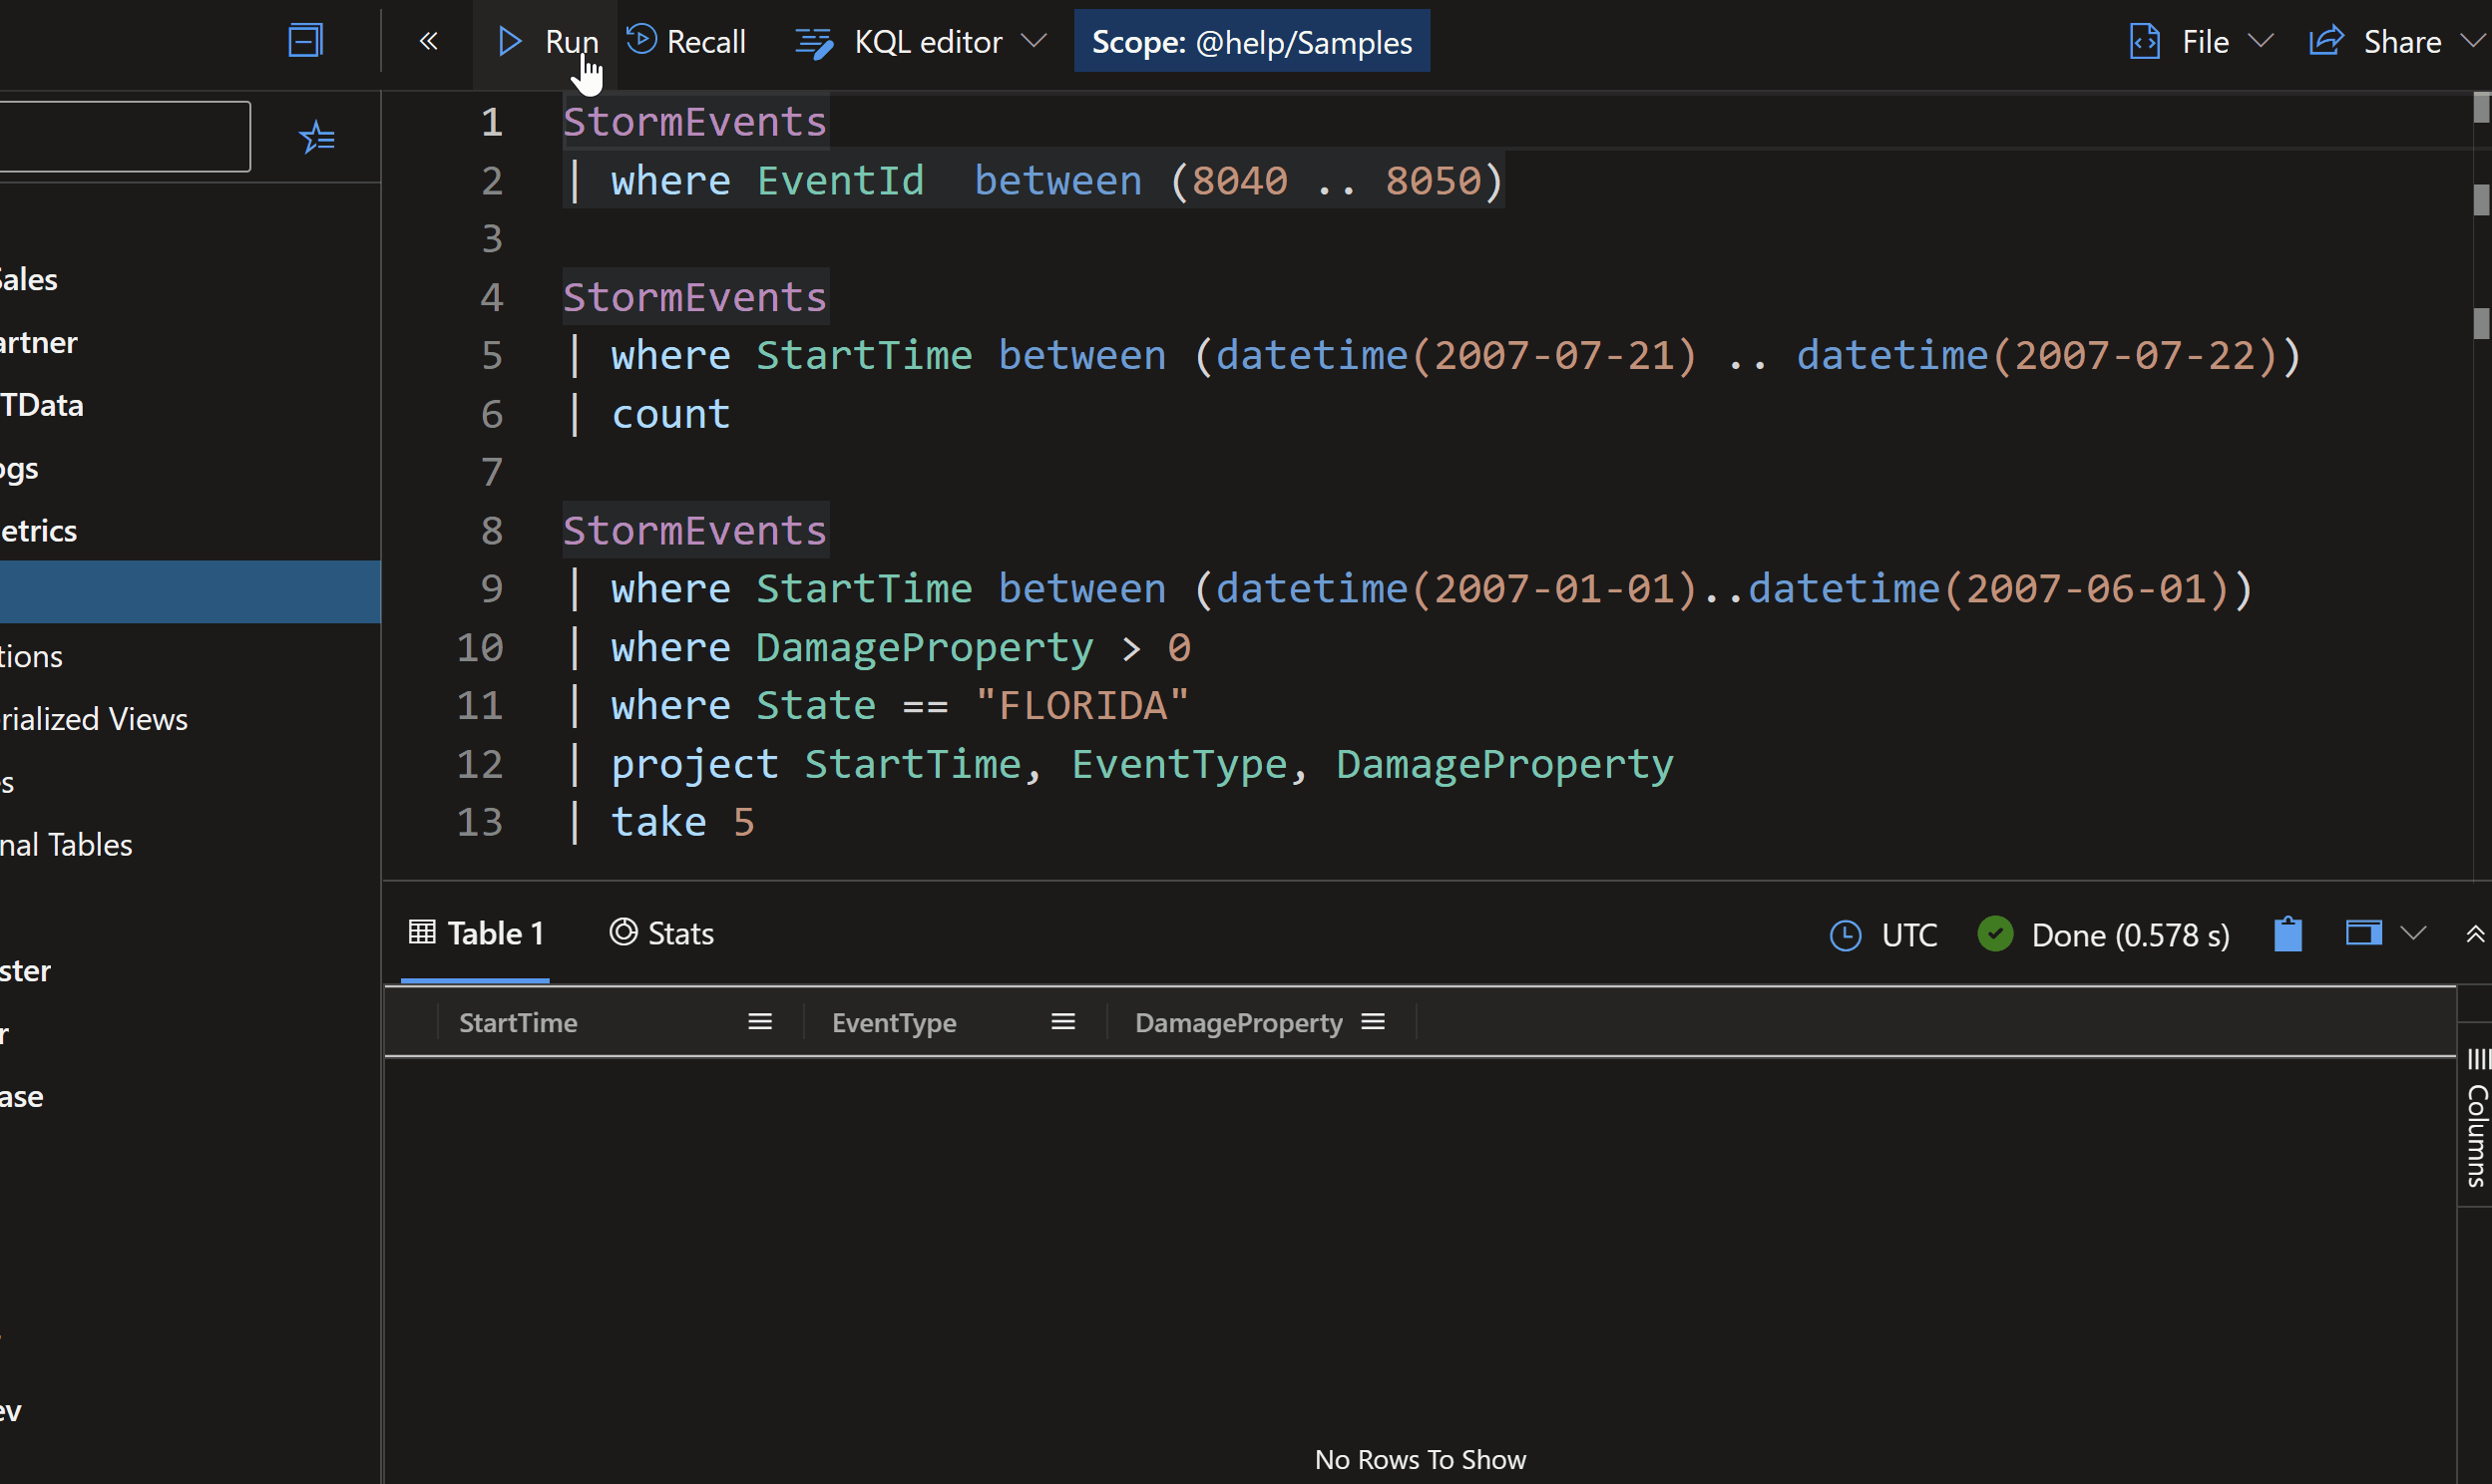 Run Recall KQL editor Scope: @help/Samples File Share
1 StormEvents
2 | where EventId  between (8040 .. 8050)
3
4 StormEvents
5 | where StartTime between (datetime(2007-07-21) .. datetime(2007-07-22))
6 | count
7
8 StormEvents
9 | where StartTime between (datetime(2007-01-01)..datetime(2007-06-01))
10 | where DamageProperty > 0
11 | where State == "FLORIDA"
12 | project StartTime, EventType, DamageProperty
13 | take 5
ales
artner
TData
ogs
etrics
tions
rialized Views
s
nal Tables
ster
r
ase
ev
Table 1 Stats UTC Done (0.578 s)
StartTime EventType DamageProperty
Columns
No Rows To Show